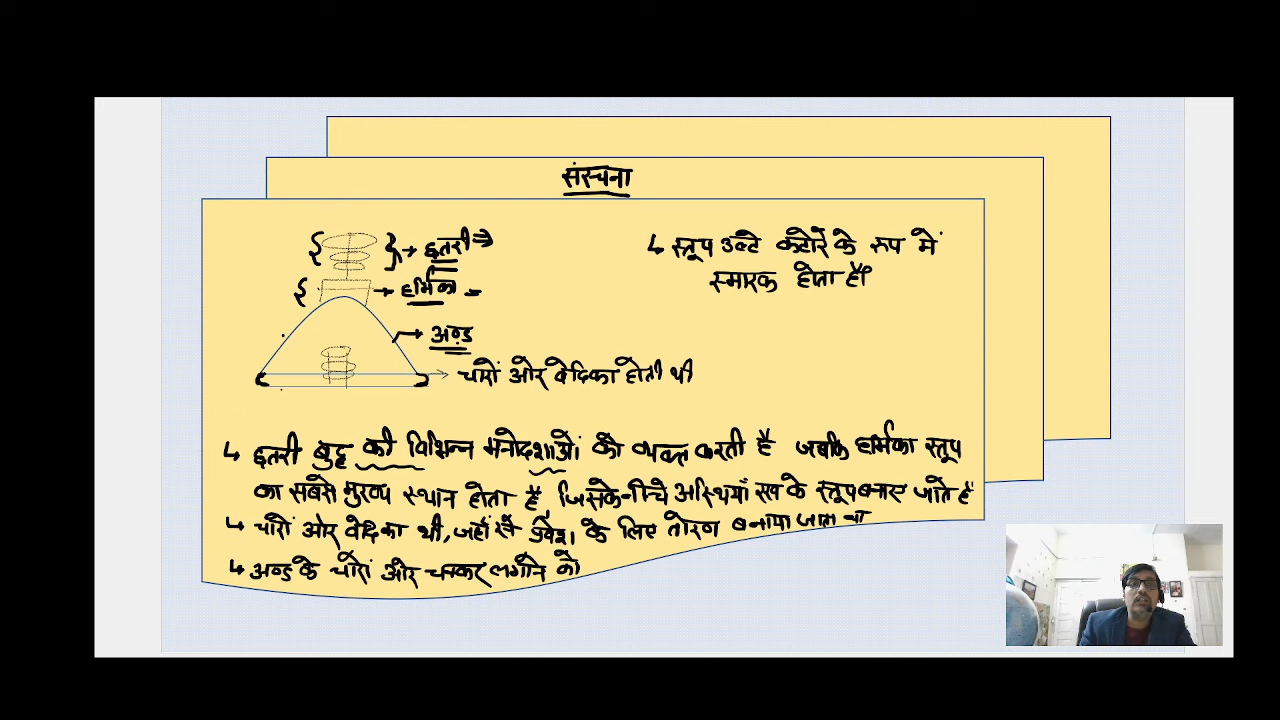 संरचना
छतरी
स्तूप उल्टे कटोरे के रूप में
हर्मिका
स्मारक होता है।
अण्ड
चारों ओर वेदिका होती थी
छतरी बुद्ध की विभिन्न मनोदशाओं को व्यक्त करती है जबकि हर्मिका स्तूप
का सबसे मुख्य स्थान होता है जिसके नीचे अस्थियाँ रख के स्तूप बनाए जाते हैं
चारों ओर वेदिका थी, जहाँ से प्रवेश के लिए तोरण बनाया जाता था
अण्ड के चारों और चक्कर लगाने को